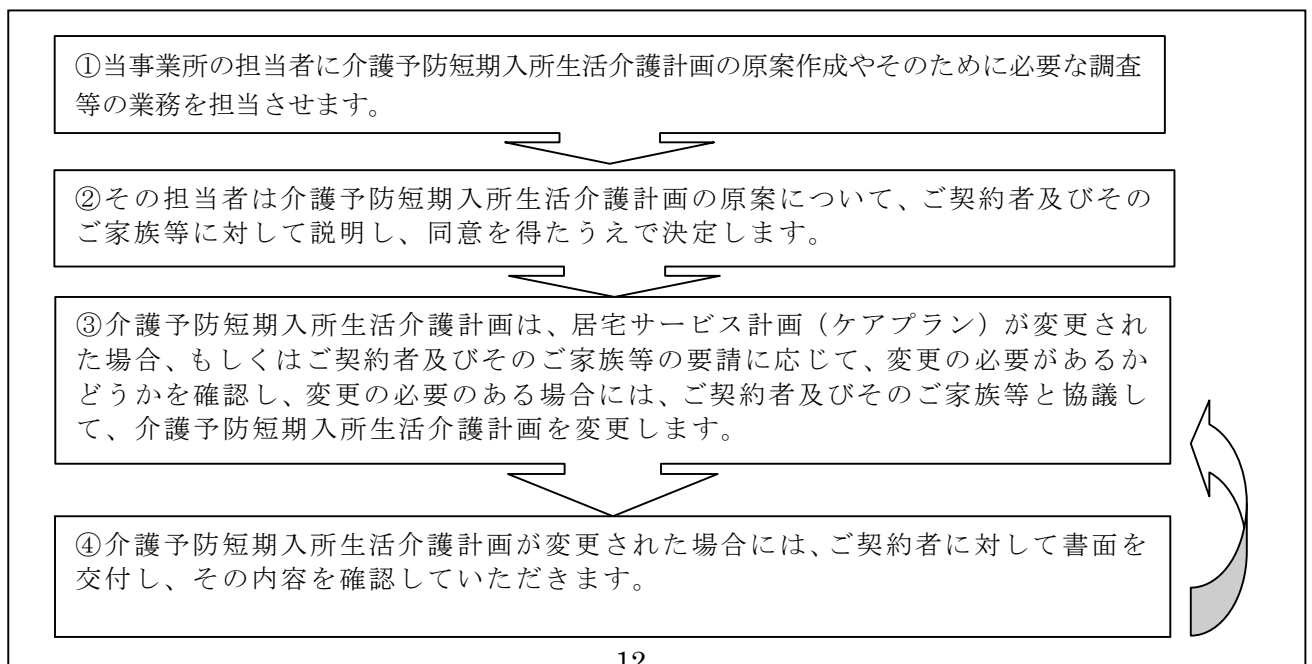 ①当事業所の担当者に介護予防短期入所生活介護計画の原案作成やそのために必要な調査
等の業務を担当させます。
②その担当者は介護予防短期入所生活介護計画の原案について、ご契約者及びその
ご家族等に対して説明し、同意を得たうえで決定します。
③介護予防短期入所生活介護計画は、居宅サービス計画（ケアプラン）が変更され
た場合、もしくはご契約者及びそのご家族等の要請に応じて、変更の必要があるか
どうかを確認し、変更の必要のある場合には、ご契約者及びそのご家族等と協議し
て、介護予防短期入所生活介護計画を変更します。
④介護予防短期入所生活介護計画が変更された場合には、ご契約者に対して書面を
交付し、その内容を確認していただきます。
12